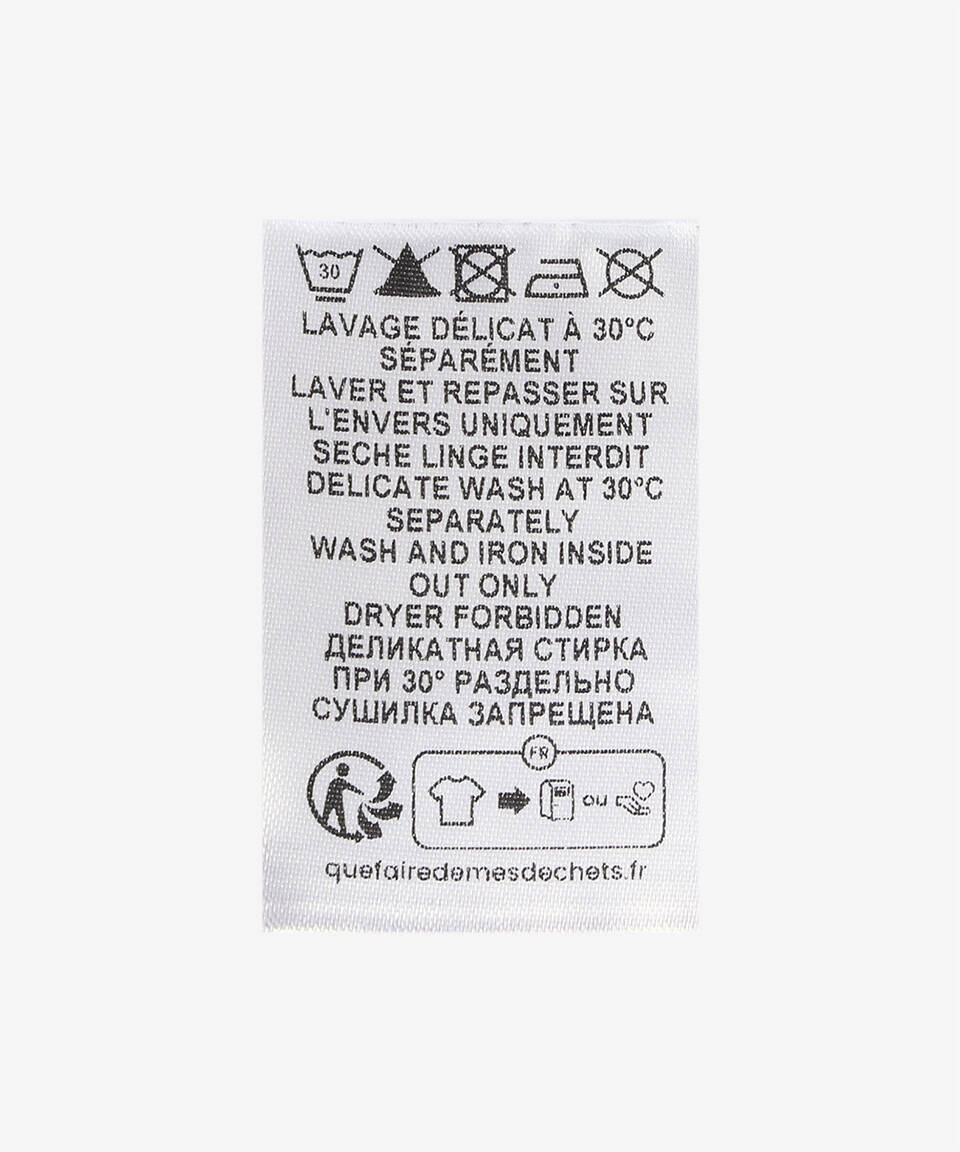 30
LAVAGE DÉLICAT À 30°C
SÉPARÉMENT
LAVER ET REPASSER SUR
L'ENVERS UNIQUEMENT
SECHE LINGE INTERDIT
DELICATE WASH AT 30°C
SEPARATELY
WASH AND IRON INSIDE
OUT ONLY
DRYER FORBIDDEN
ДЕЛИКАТНАЯ СТИРКА
ПРИ 30° РАЗДЕЛЬНО
СУШИЛКА ЗАПРЕЩЕНА
FR
ou
quefairedemesdechets.fr